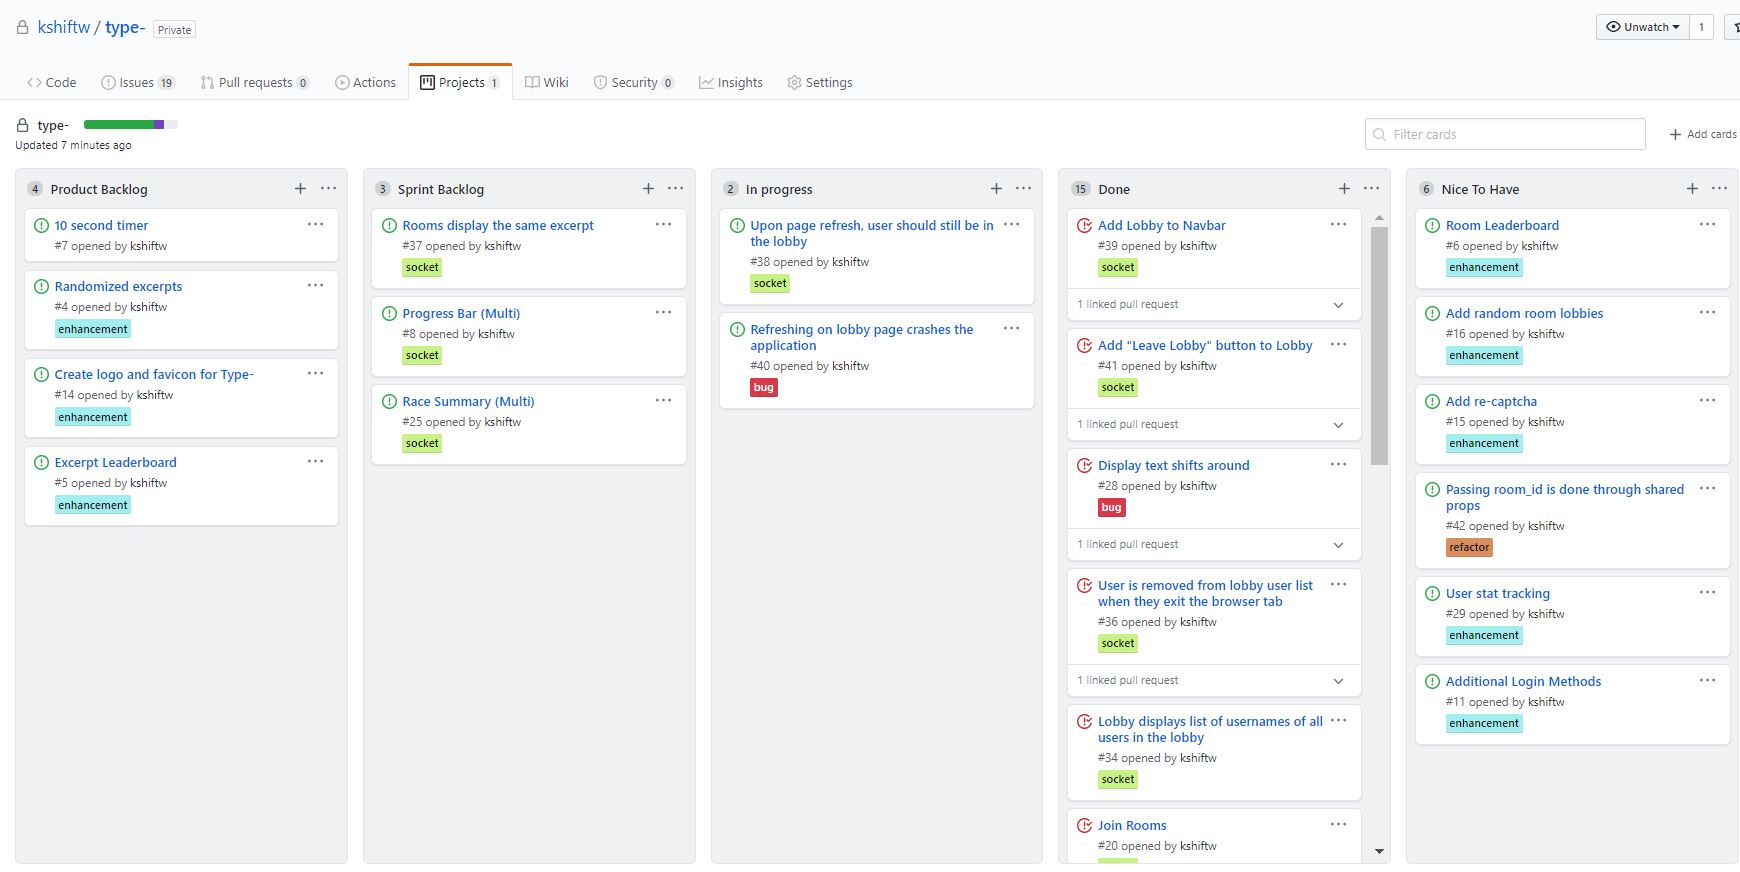 kshiftw / type- Private
Unwatch 1
Code
Issues 19
Pull requests 0
Actions
Projects 1
Wiki
Security 0
Insights
Settings
type-
Updated 7 minutes ago
Filter cards
+ Add cards
4 Product Backlog + ...
10 second timer ...
#7 opened by kshiftw
Randomized excerpts ...
#4 opened by kshiftw
enhancement
Create logo and favicon for Type- ...
#14 opened by kshiftw
enhancement
Excerpt Leaderboard ...
#5 opened by kshiftw
enhancement
3 Sprint Backlog + ...
Rooms display the same excerpt ...
#37 opened by kshiftw
socket
Progress Bar (Multi) ...
#8 opened by kshiftw
socket
Race Summary (Multi) ...
#25 opened by kshiftw
socket
2 In progress + ...
Upon page refresh, user should still be in ...
the lobby
#38 opened by kshiftw
socket
Refreshing on lobby page crashes the ...
application
#40 opened by kshiftw
bug
15 Done + ...
Add Lobby to Navbar ...
#39 opened by kshiftw
socket
1 linked pull request
Add "Leave Lobby" button to Lobby ...
#41 opened by kshiftw
socket
1 linked pull request
Display text shifts around ...
#28 opened by kshiftw
bug
1 linked pull request
User is removed from lobby user list ...
when they exit the browser tab
#36 opened by kshiftw
socket
1 linked pull request
Lobby displays list of usernames of all ...
users in the lobby
#34 opened by kshiftw
socket
Join Rooms ...
#20 opened by kshiftw
6 Nice To Have + ...
Room Leaderboard ...
#6 opened by kshiftw
enhancement
Add random room lobbies ...
#16 opened by kshiftw
enhancement
Add re-captcha ...
#15 opened by kshiftw
enhancement
Passing room_id is done through shared ...
props
#42 opened by kshiftw
refactor
User stat tracking ...
#29 opened by kshiftw
enhancement
Additional Login Methods ...
#11 opened by kshiftw
enhancement